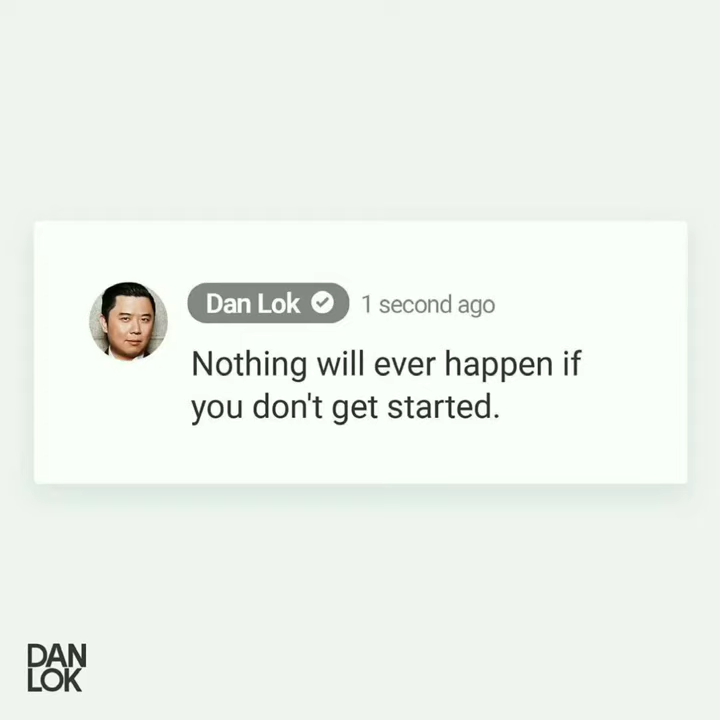 Dan Lok 1 second ago
Nothing will ever happen if
you don't get started.
DAN
LOK